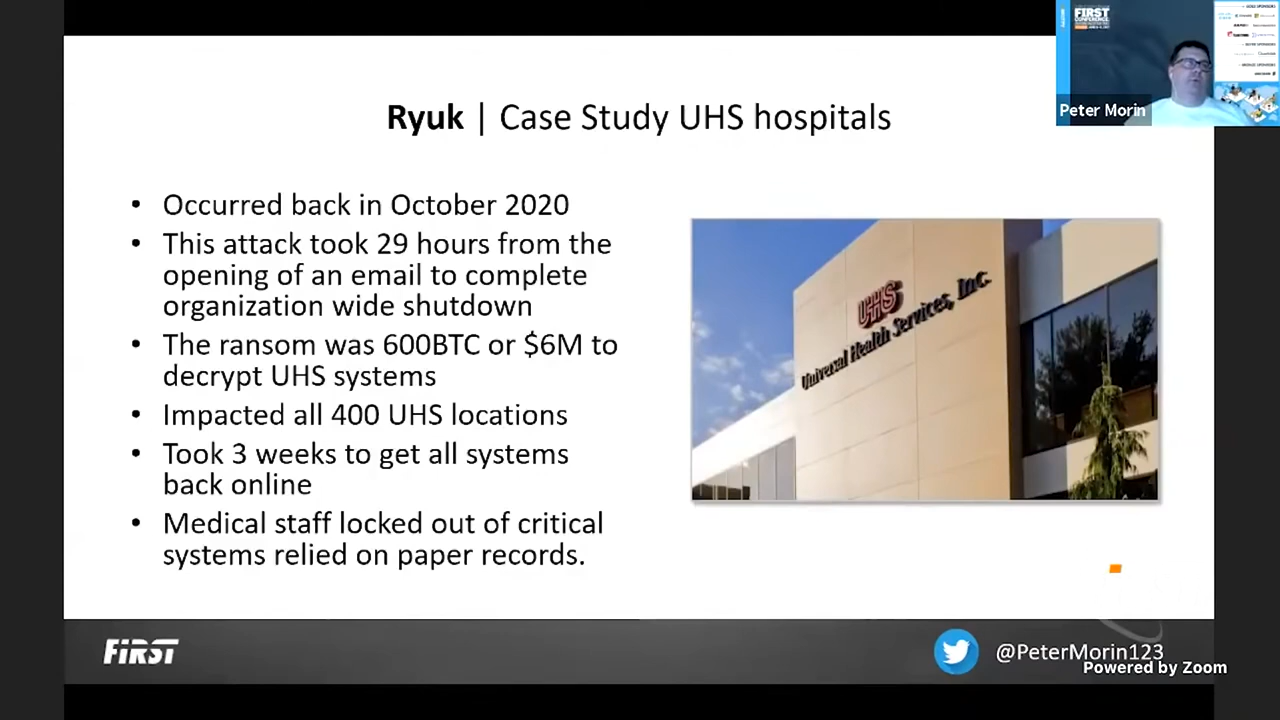 Ryuk | Case Study UHS hospitals
• Occurred back in October 2020
• This attack took 29 hours from the
opening of an email to complete
organization wide shutdown
• The ransom was 600BTC or $6M to
decrypt UHS systems
• Impacted all 400 UHS locations
• Took 3 weeks to get all systems
back online
• Medical staff locked out of critical
systems relied on paper records.
UHS
Universal Health Services, Inc.
FIRST
CONFERENCE
Peter Morin
FIRST
@PeterMorin123
Powered by Zoom